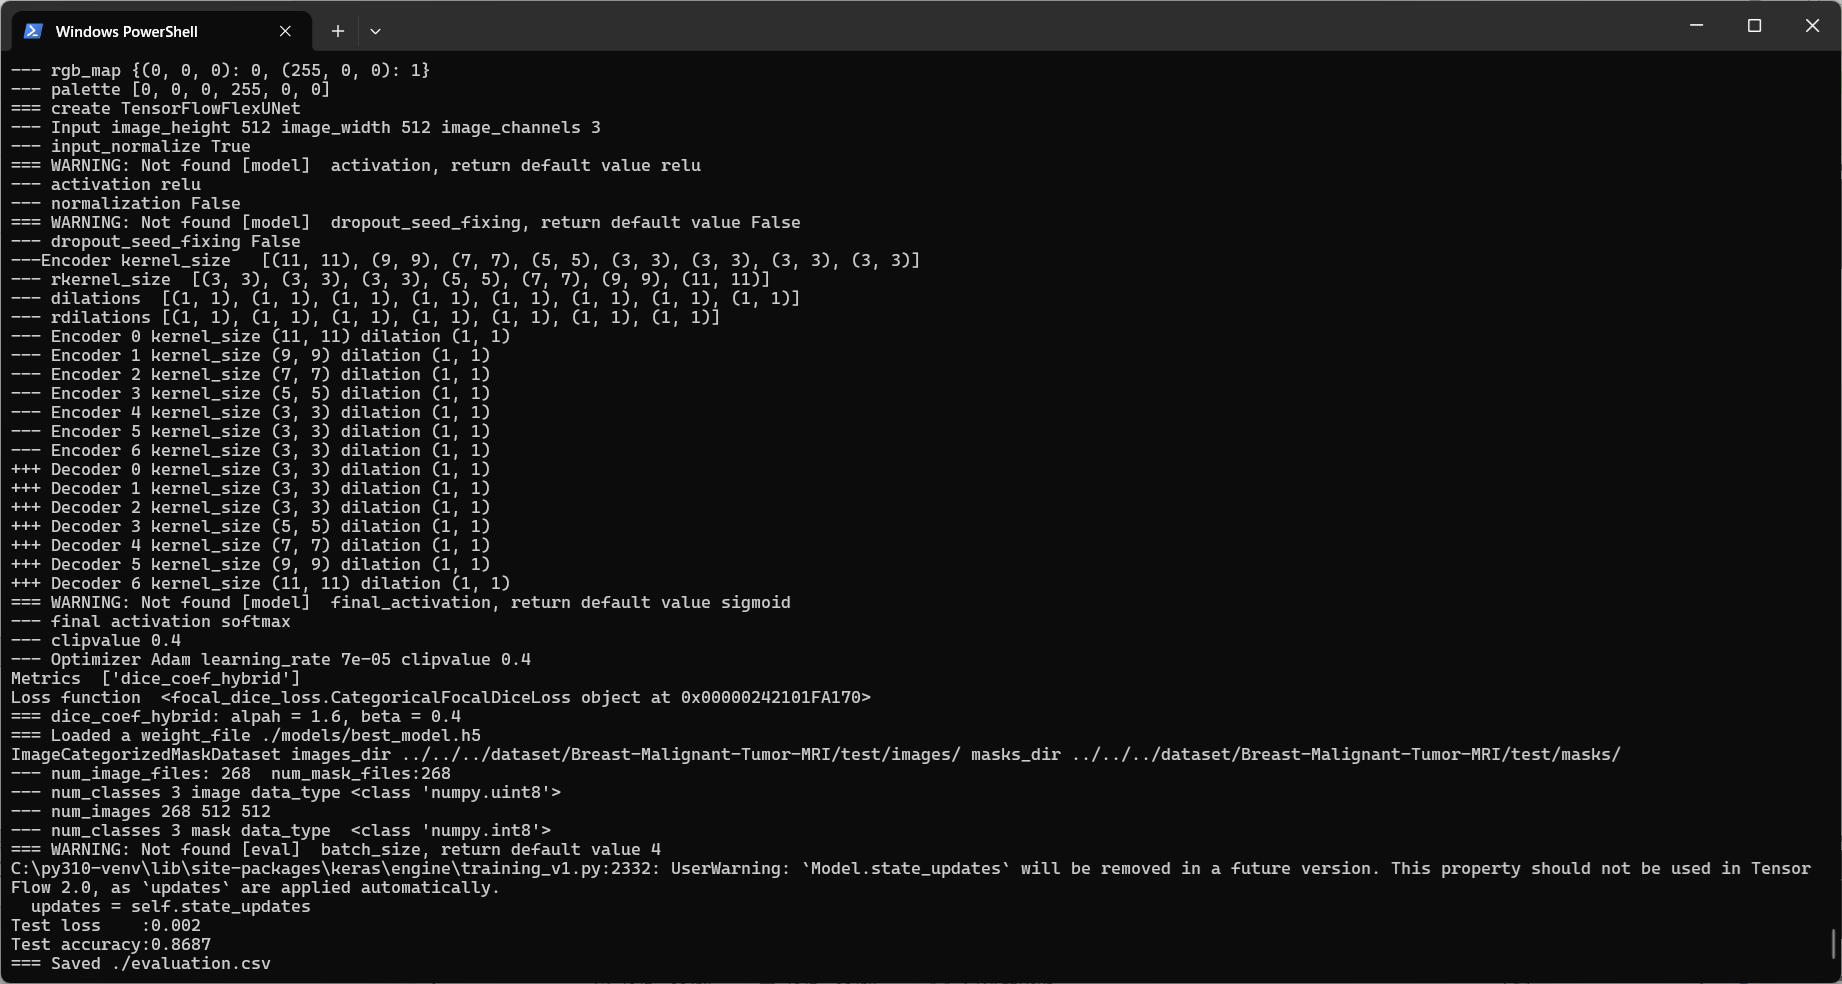 Windows PowerShell
--- rgb_map {(0, 0, 0): 0, (255, 0, 0): 1}
--- palette [0, 0, 0, 255, 0, 0]
=== create TensorFlowFlexUNet
--- Input image_height 512 image_width 512 image_channels 3
--- input_normalize True
=== WARNING: Not found [model]  activation, return default value relu
--- activation relu
--- normalization False
=== WARNING: Not found [model]  dropout_seed_fixing, return default value False
--- dropout_seed_fixing False
---Encoder kernel_size   [(11, 11), (9, 9), (7, 7), (5, 5), (3, 3), (3, 3), (3, 3), (3, 3)]
--- rkernel_size  [(3, 3), (3, 3), (3, 3), (5, 5), (7, 7), (9, 9), (11, 11)]
--- dilations  [(1, 1), (1, 1), (1, 1), (1, 1), (1, 1), (1, 1), (1, 1), (1, 1)]
--- rdilations [(1, 1), (1, 1), (1, 1), (1, 1), (1, 1), (1, 1), (1, 1)]
--- Encoder 0 kernel_size (11, 11) dilation (1, 1)
--- Encoder 1 kernel_size (9, 9) dilation (1, 1)
--- Encoder 2 kernel_size (7, 7) dilation (1, 1)
--- Encoder 3 kernel_size (5, 5) dilation (1, 1)
--- Encoder 4 kernel_size (3, 3) dilation (1, 1)
--- Encoder 5 kernel_size (3, 3) dilation (1, 1)
--- Encoder 6 kernel_size (3, 3) dilation (1, 1)
+++ Decoder 0 kernel_size (3, 3) dilation (1, 1)
+++ Decoder 1 kernel_size (3, 3) dilation (1, 1)
+++ Decoder 2 kernel_size (3, 3) dilation (1, 1)
+++ Decoder 3 kernel_size (5, 5) dilation (1, 1)
+++ Decoder 4 kernel_size (7, 7) dilation (1, 1)
+++ Decoder 5 kernel_size (9, 9) dilation (1, 1)
+++ Decoder 6 kernel_size (11, 11) dilation (1, 1)
=== WARNING: Not found [model]  final_activation, return default value sigmoid
--- final activation softmax
--- clipvalue 0.4
--- Optimizer Adam learning_rate 7e-05 clipvalue 0.4
Metrics  ['dice_coef_hybrid']
Loss function  <focal_dice_loss.CategoricalFocalDiceLoss object at 0x00000242101FA170>
=== dice_coef_hybrid: alpah = 1.6, beta = 0.4
=== Loaded a weight_file ./models/best_model.h5
ImageCategorizedMaskDataset images_dir ../../../dataset/Breast-Malignant-Tumor-MRI/test/images/ masks_dir ../../../dataset/Breast-Malignant-Tumor-MRI/test/masks/
--- num_image_files: 268  num_mask_files:268
--- num_classes 3 image data_type <class 'numpy.uint8'>
--- num_images 268 512 512
--- num_classes 3 mask data_type  <class 'numpy.int8'>
=== WARNING: Not found [eval]  batch_size, return default value 4
C:\py310-venv\lib\site-packages\keras\engine\training_v1.py:2332: UserWarning: `Model.state_updates` will be removed in a future version. This property should not be used in Tensor
Flow 2.0, as `updates` are applied automatically.
  updates = self.state_updates
Test loss    :0.002
Test accuracy:0.8687
=== Saved ./evaluation.csv